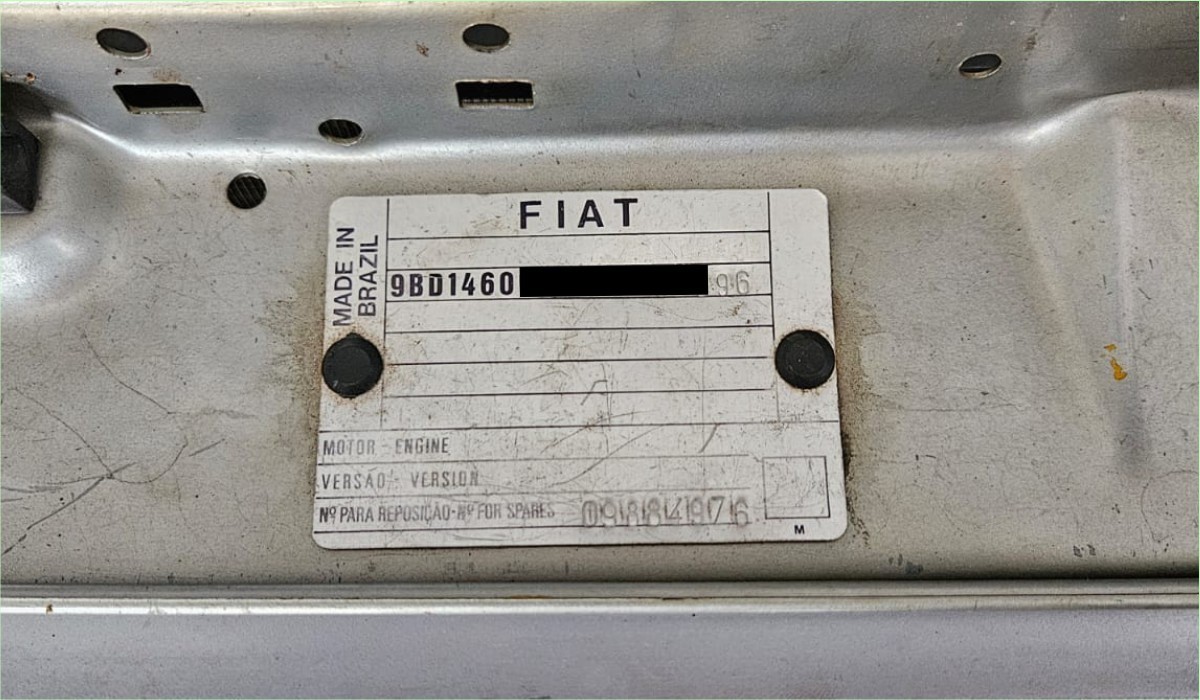 FIAT
MADE IN
BRAZIL
9BD1460 96
MOTOR - ENGINE
VERSÃO - VERSION
Nº PARA REPOSIÇÃO-Nº FOR SPARES 09884976
M